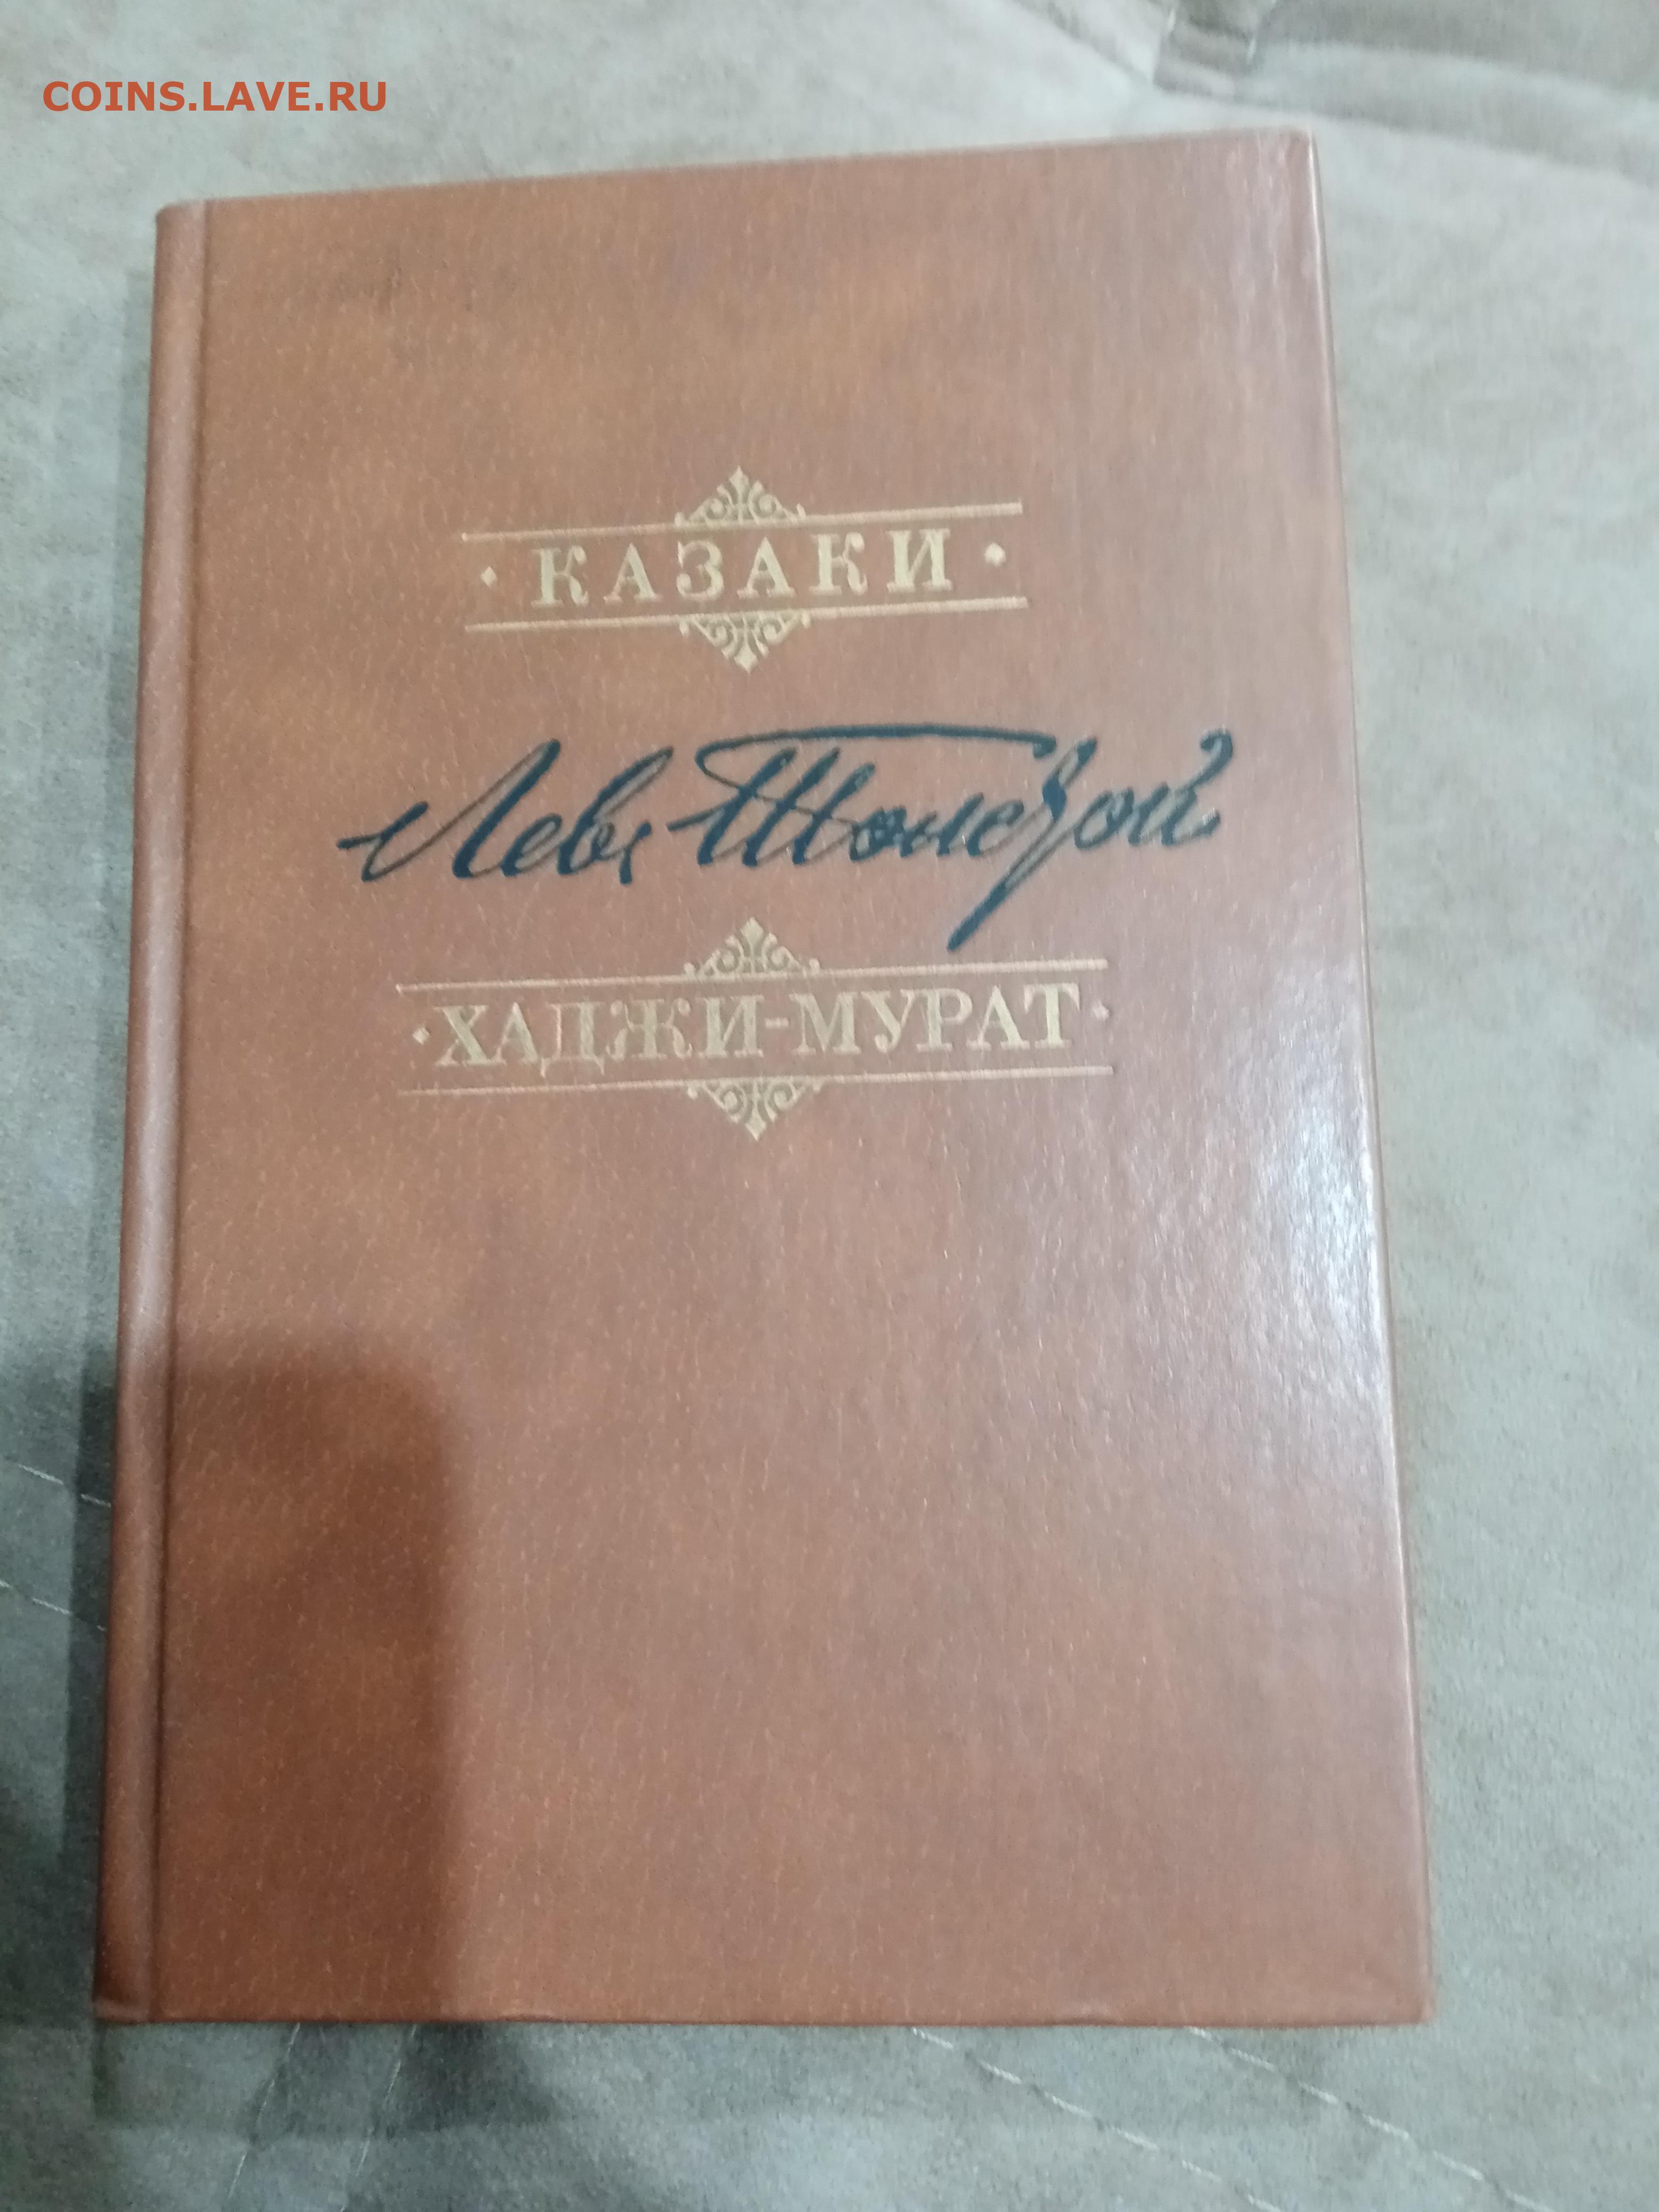 COINS.LAVE.RU
КАЗАКИ
Левъ Толстой
ХАДЖИ-МУРАТ